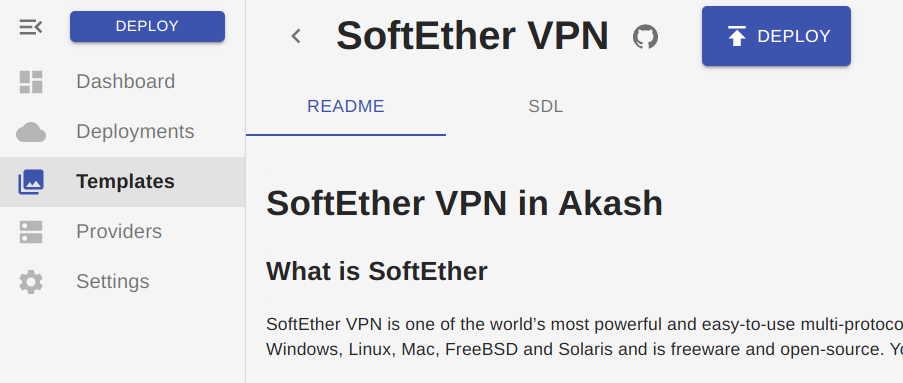 DEPLOY
Dashboard
Deployments
Templates
Providers
Settings
SoftEther VPN
DEPLOY
README
SDL
SoftEther VPN in Akash
What is SoftEther
SoftEther VPN is one of the world’s most powerful and easy-to-use multi-protoco
Windows, Linux, Mac, FreeBSD and Solaris and is freeware and open-source. Yo